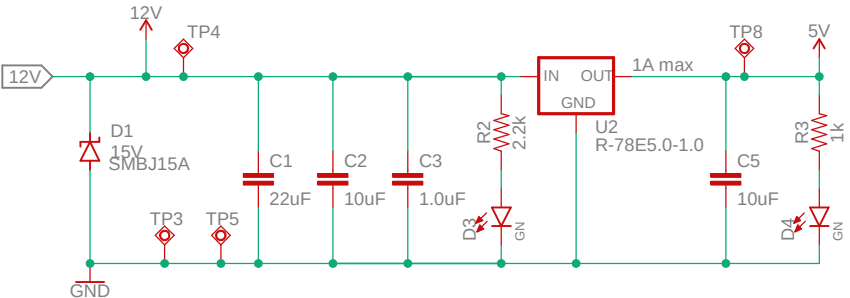 12V
TP4
TP8
5V
12V
IN
OUT
1A max
GND
D1
15V
SMBJ15A
R2
2.2k
U2
R-78E5.0-1.0
R3
1k
C1
22uF
C2
10uF
C3
1.0uF
C5
10uF
TP3
TP5
D3
GN
D4
GN
GND